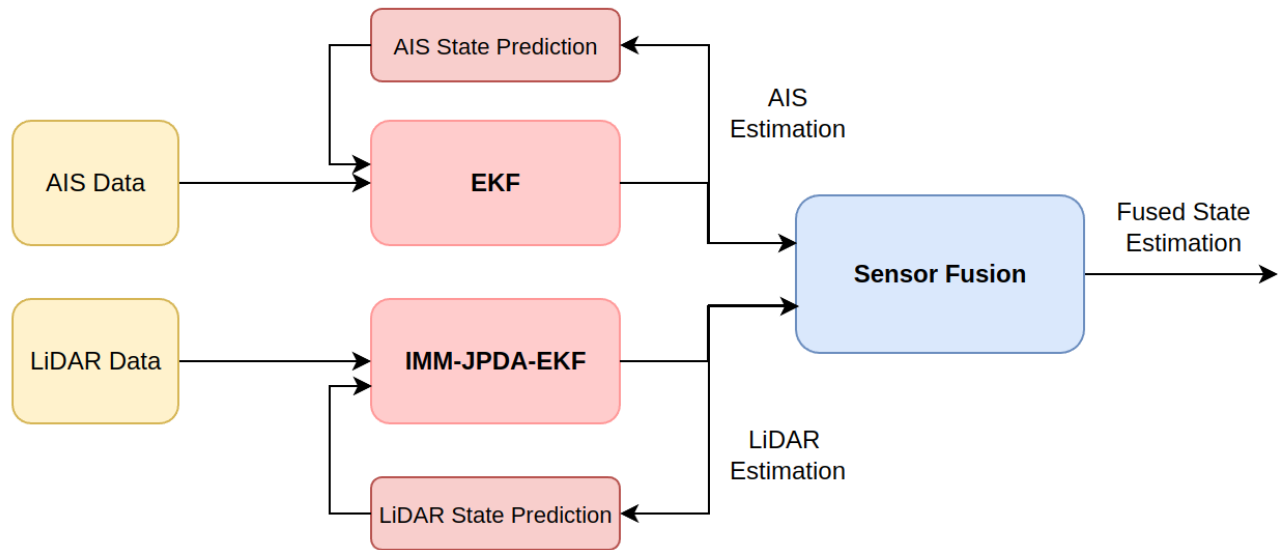 AIS State Prediction
AIS
Estimation
AIS Data
EKF
Fused State
Estimation
Sensor Fusion
LiDAR Data
IMM-JPDA-EKF
LiDAR
Estimation
LiDAR State Prediction